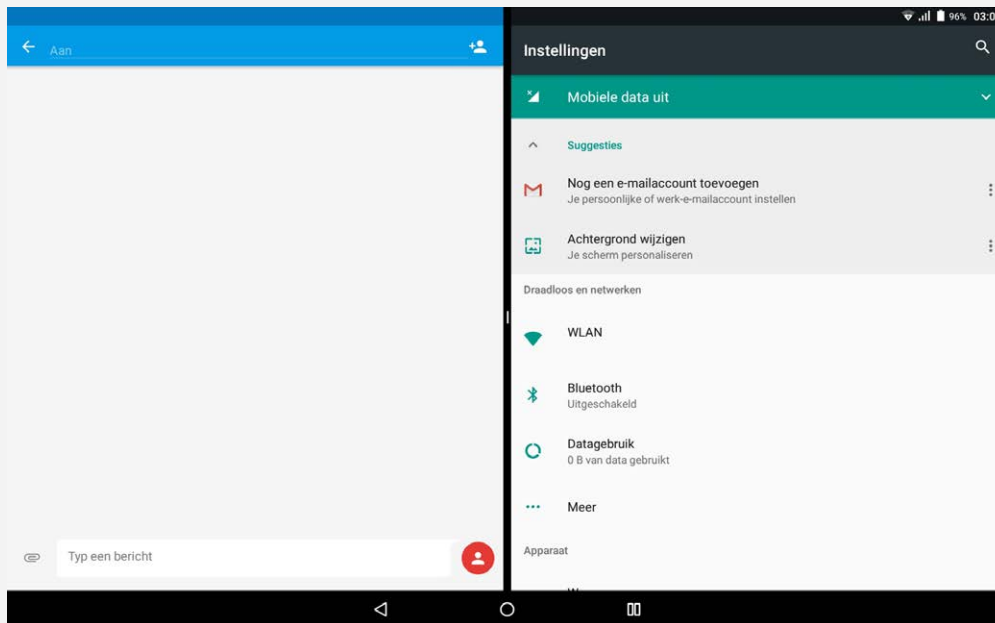 96% 03:0
Aan
Instellingen
Mobiele data uit
Suggesties
Nog een e-mailaccount toevoegen
Je persoonlijke of werk-e-mailaccount instellen
Achtergrond wijzigen
Je scherm personaliseren
Draadloos en netwerken
WLAN
Bluetooth
Uitgeschakeld
Datagebruik
0 B van data gebruikt
Meer
Typ een bericht
Apparaat